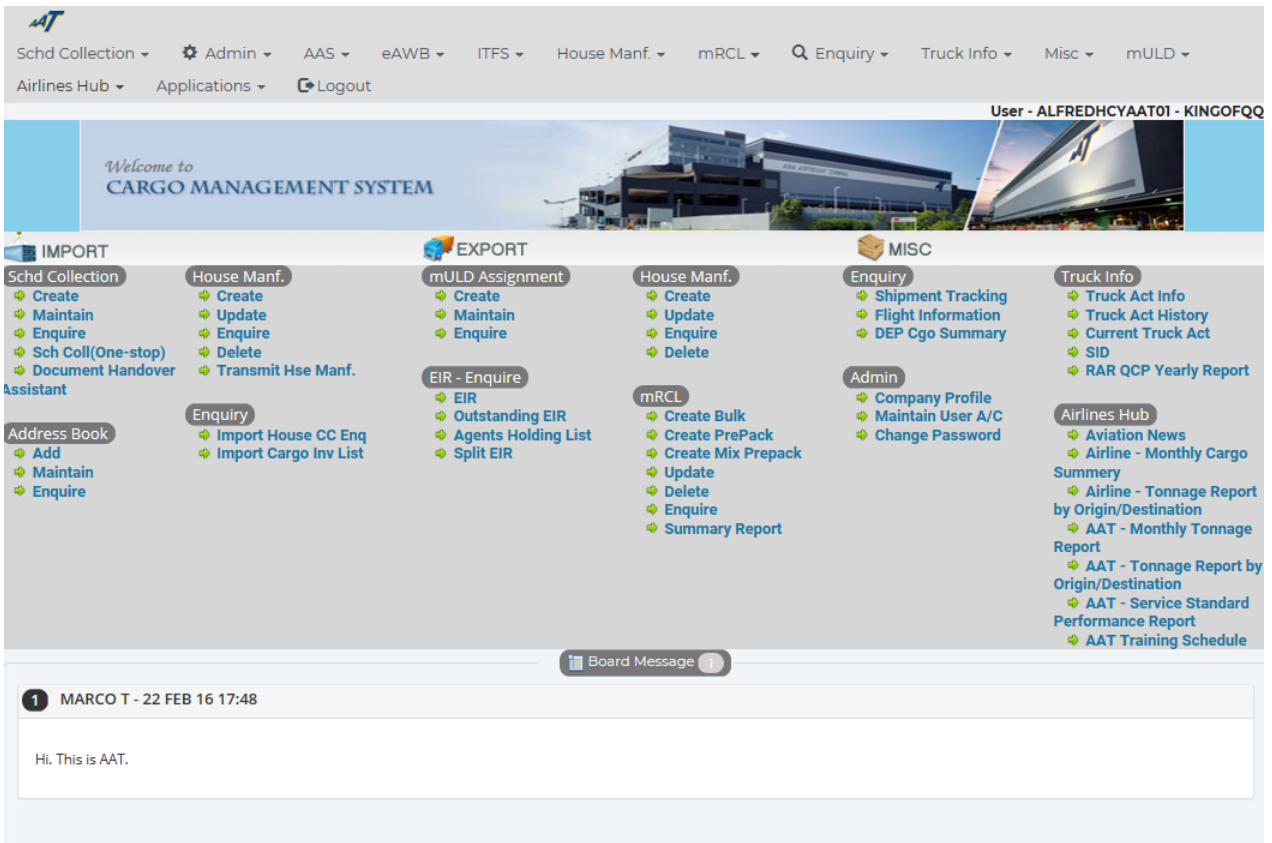 AAT
Schd Collection Admin AAS eAWB ITFS House Manf. mRCL Enquiry Truck Info Misc mULD
Airlines Hub Applications Logout
User - ALFREDHCYAAT01 - KINGOFQQ
Welcome to
CARGO MANAGEMENT SYSTEM
ASIA AIRFREIGHT TERMINAL
AAT
IMPORT
Schd Collection
Create
Maintain
Enquire
Sch Coll(One-stop)
Document Handover
Assistant
Address Book
Add
Maintain
Enquire
House Manf.
Create
Update
Enquire
Delete
Transmit Hse Manf.
Enquiry
Import House CC Enq
Import Cargo Inv List
EXPORT
mULD Assignment
Create
Maintain
Enquire
EIR - Enquire
EIR
Outstanding EIR
Agents Holding List
Split EIR
House Manf.
Create
Update
Enquire
Delete
mRCL
Create Bulk
Create PrePack
Create Mix Prepack
Update
Delete
Enquire
Summary Report
MISC
Enquiry
Shipment Tracking
Flight Information
DEP Cgo Summary
Admin
Company Profile
Maintain User A/C
Change Password
Truck Info
Truck Act Info
Truck Act History
Current Truck Act
SID
RAR QCP Yearly Report
Airlines Hub
Aviation News
Airline - Monthly Cargo
Summery
Airline - Tonnage Report
by Origin/Destination
AAT - Monthly Tonnage
Report
AAT - Tonnage Report by
Origin/Destination
AAT - Service Standard
Performance Report
AAT Training Schedule
Board Message 1
1 MARCO T - 22 FEB 16 17:48
Hi. This is AAT.